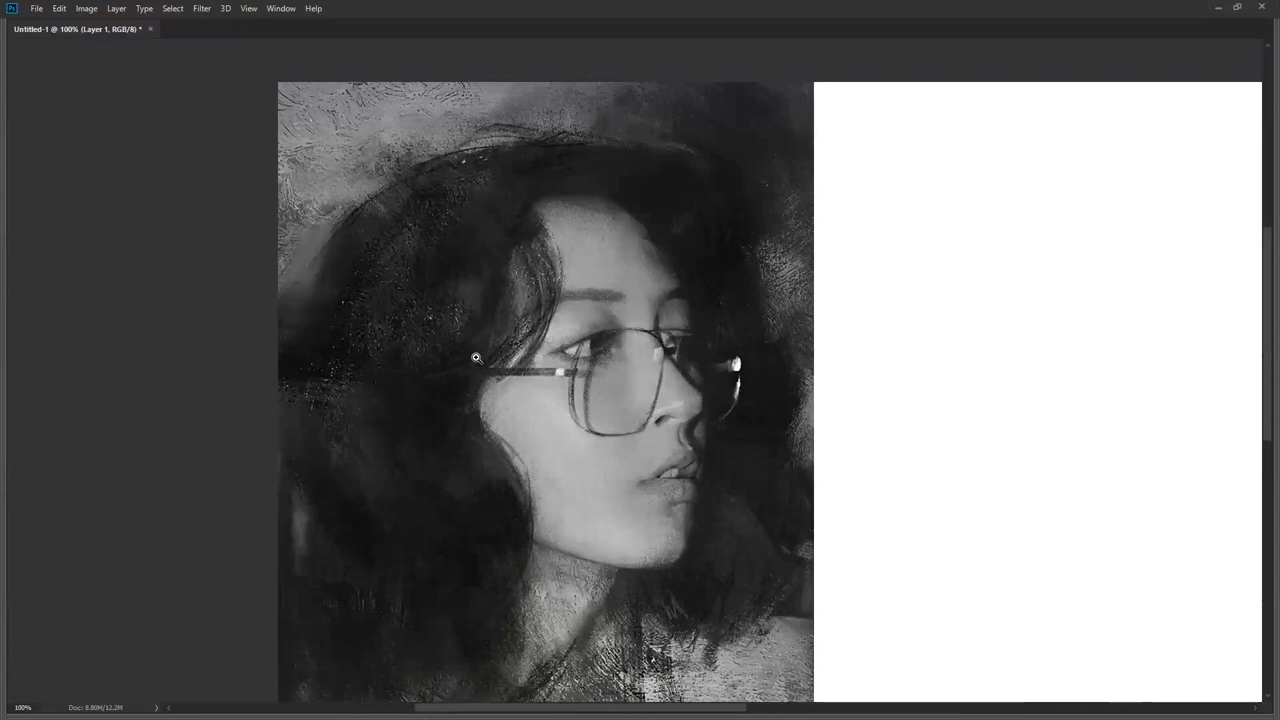 Ps File Edit Image Layer Type Select Filter 3D View Window Help
Untitled-1 @ 100% (Layer 1, RGB/8) * ×
100% Doc: 8.80M/12.2M